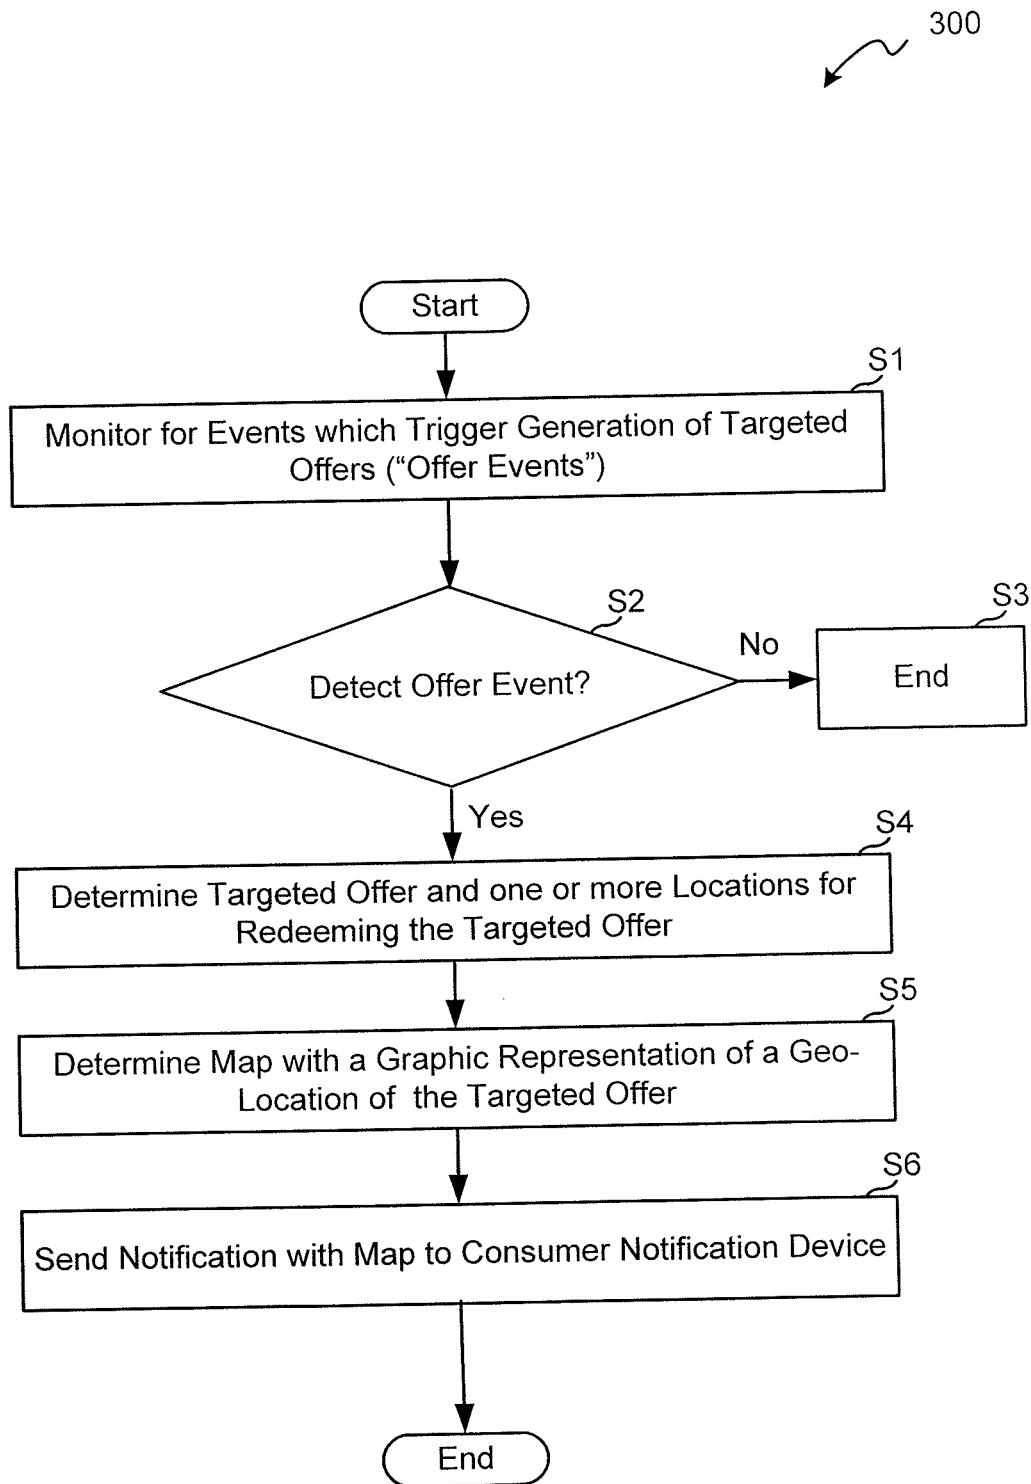 300
Start
S1
Monitor for Events which Trigger Generation of Targeted
Offers (“Offer Events”)
S2
Detect Offer Event?
No
S3
End
Yes
S4
Determine Targeted Offer and one or more Locations for
Redeeming the Targeted Offer
S5
Determine Map with a Graphic Representation of a Geo-
Location of the Targeted Offer
S6
Send Notification with Map to Consumer Notification Device
End